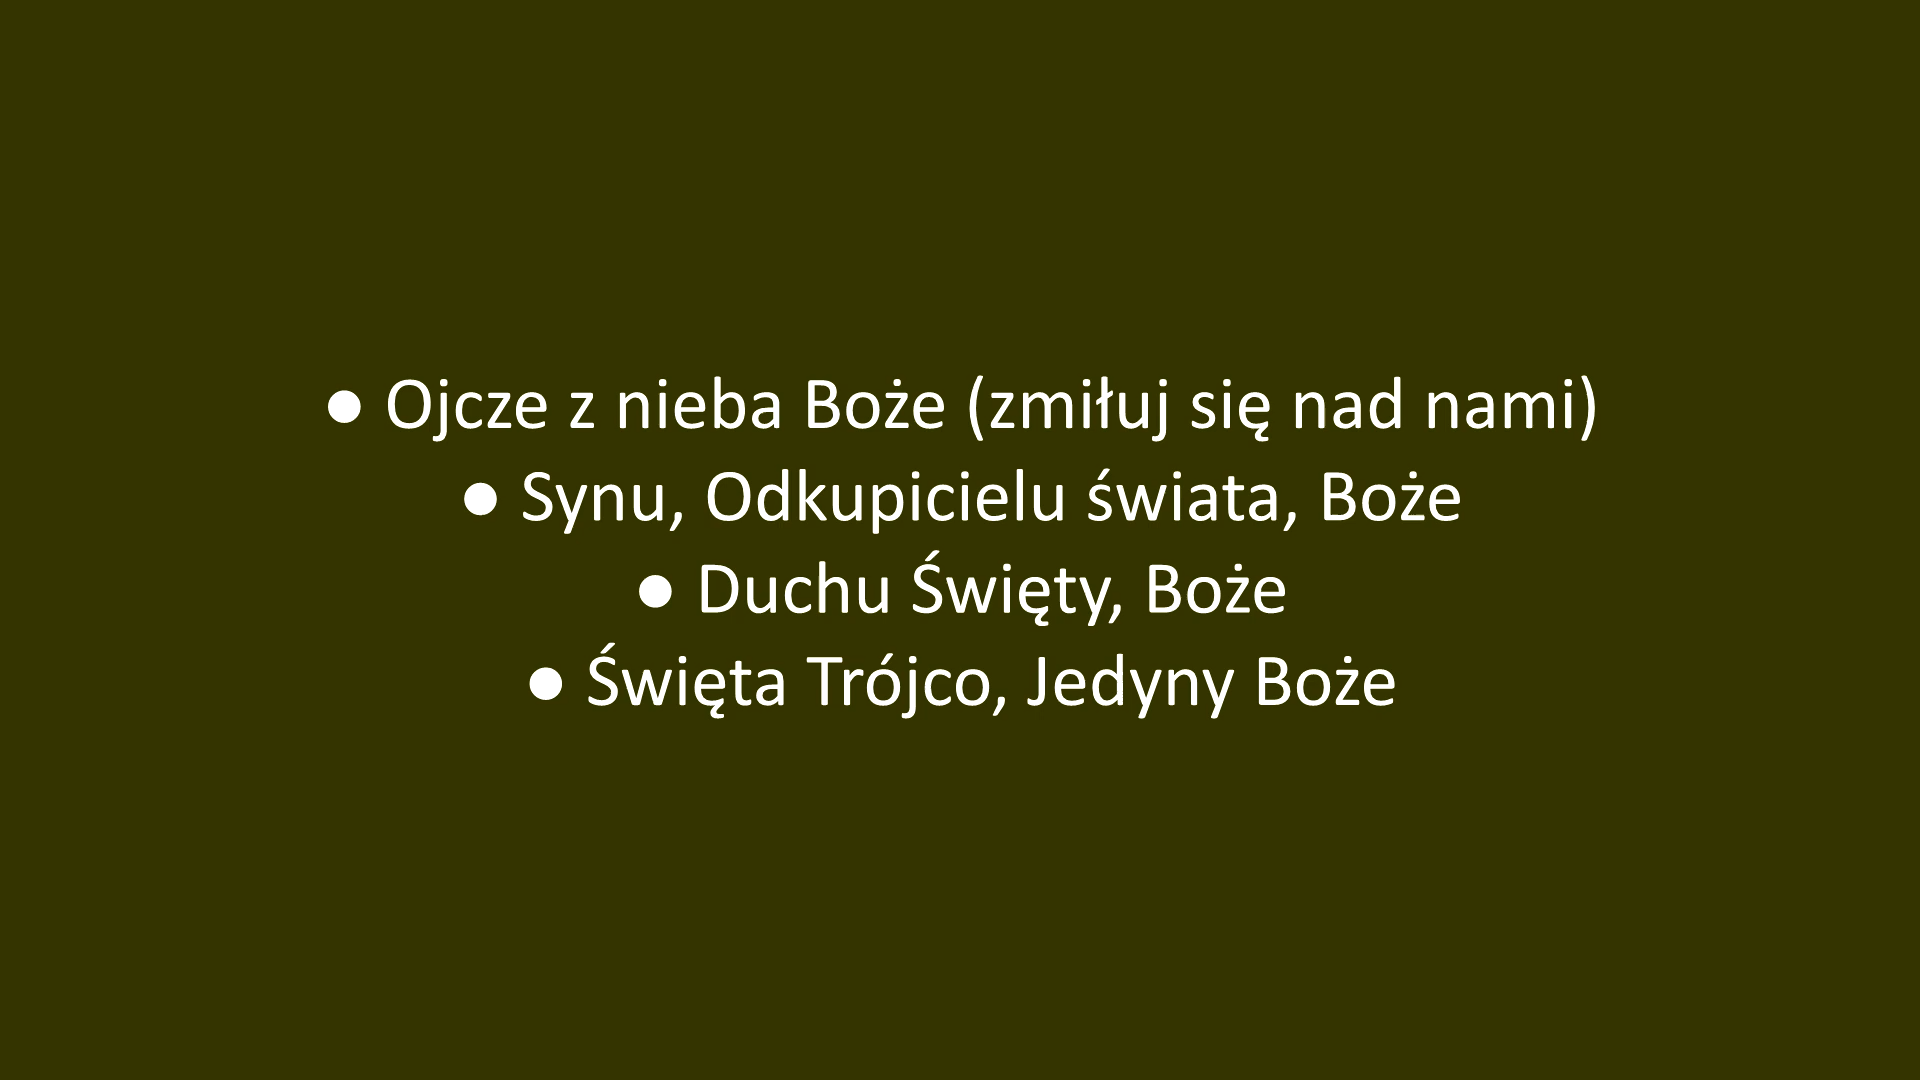 ● Ojcze z nieba Boże (zmiłuj się nad nami)
● Synu, Odkupicielu świata, Boże
● Duchu Święty, Boże
● Święta Trójco, Jedyny Boże